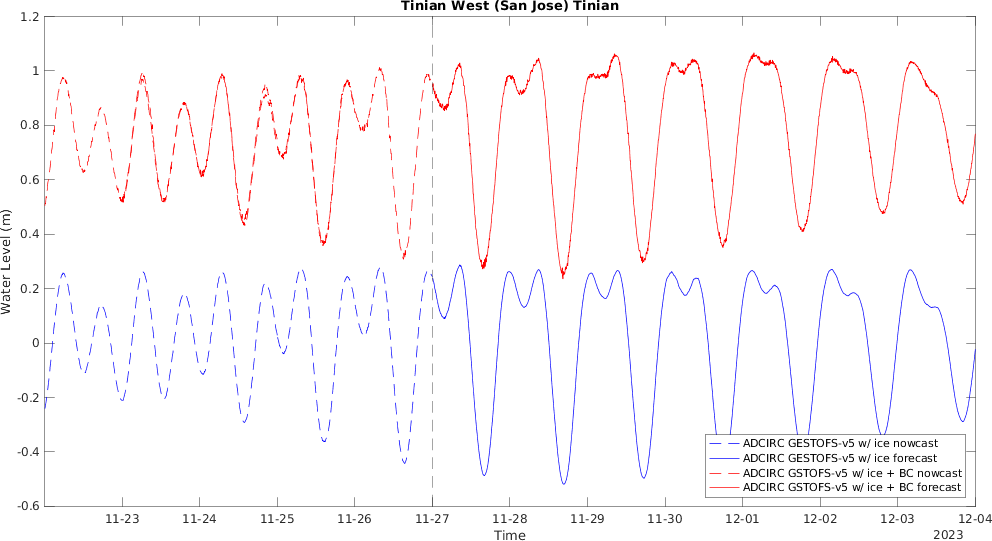 Tinian West (San Jose) Tinian
1.2
1
0.8
0.6
0.4
0.2
0
-0.2
-0.4
-0.6
Water Level (m)
ADCIRC GESTOFS-v5 w/ ice nowcast
ADCIRC GESTOFS-v5 w/ ice forecast
ADCIRC GSTOFS-v5 w/ ice + BC nowcast
ADCIRC GSTOFS-v5 w/ ice + BC forecast
11-23 11-24 11-25 11-26 11-27 11-28 11-29 11-30 12-01 12-02 12-03 12-04
Time
2023